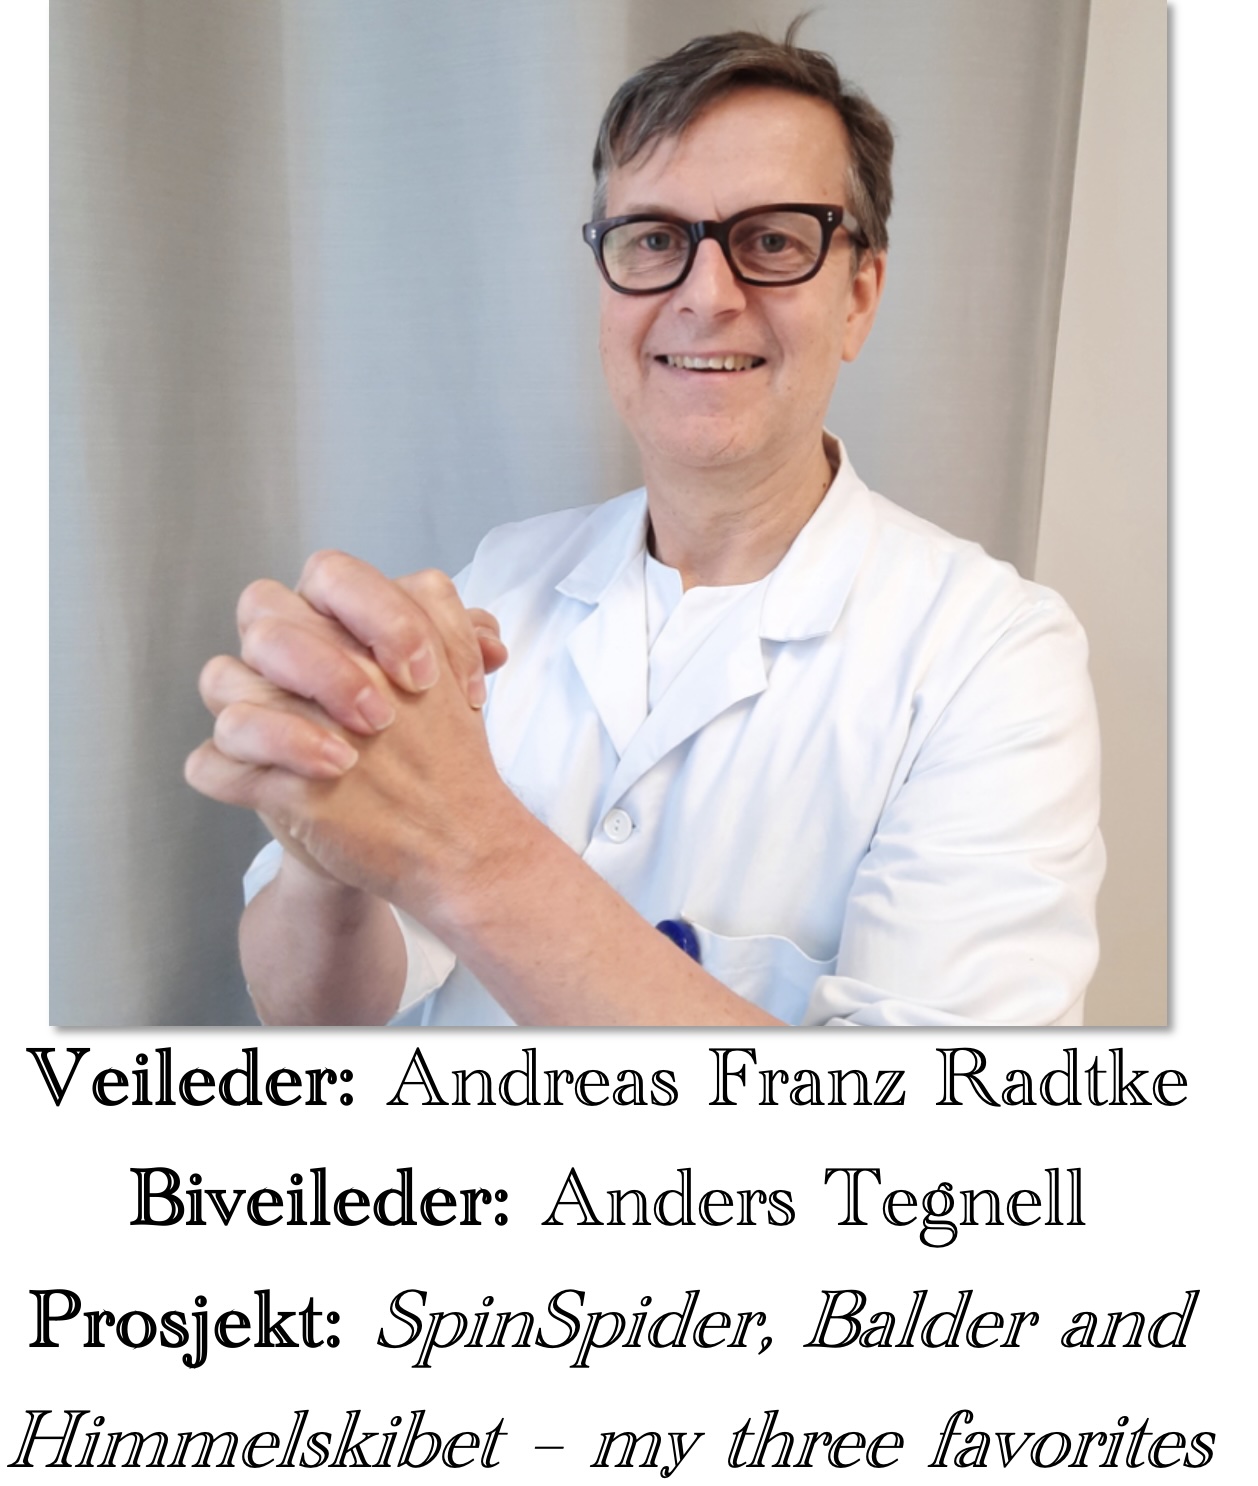 Veileder: Andreas Franz Radtke
Biveileder: Anders Tegnell
Prosjekt: SpinSpider, Balder and
Himmelskibet – my three favorites